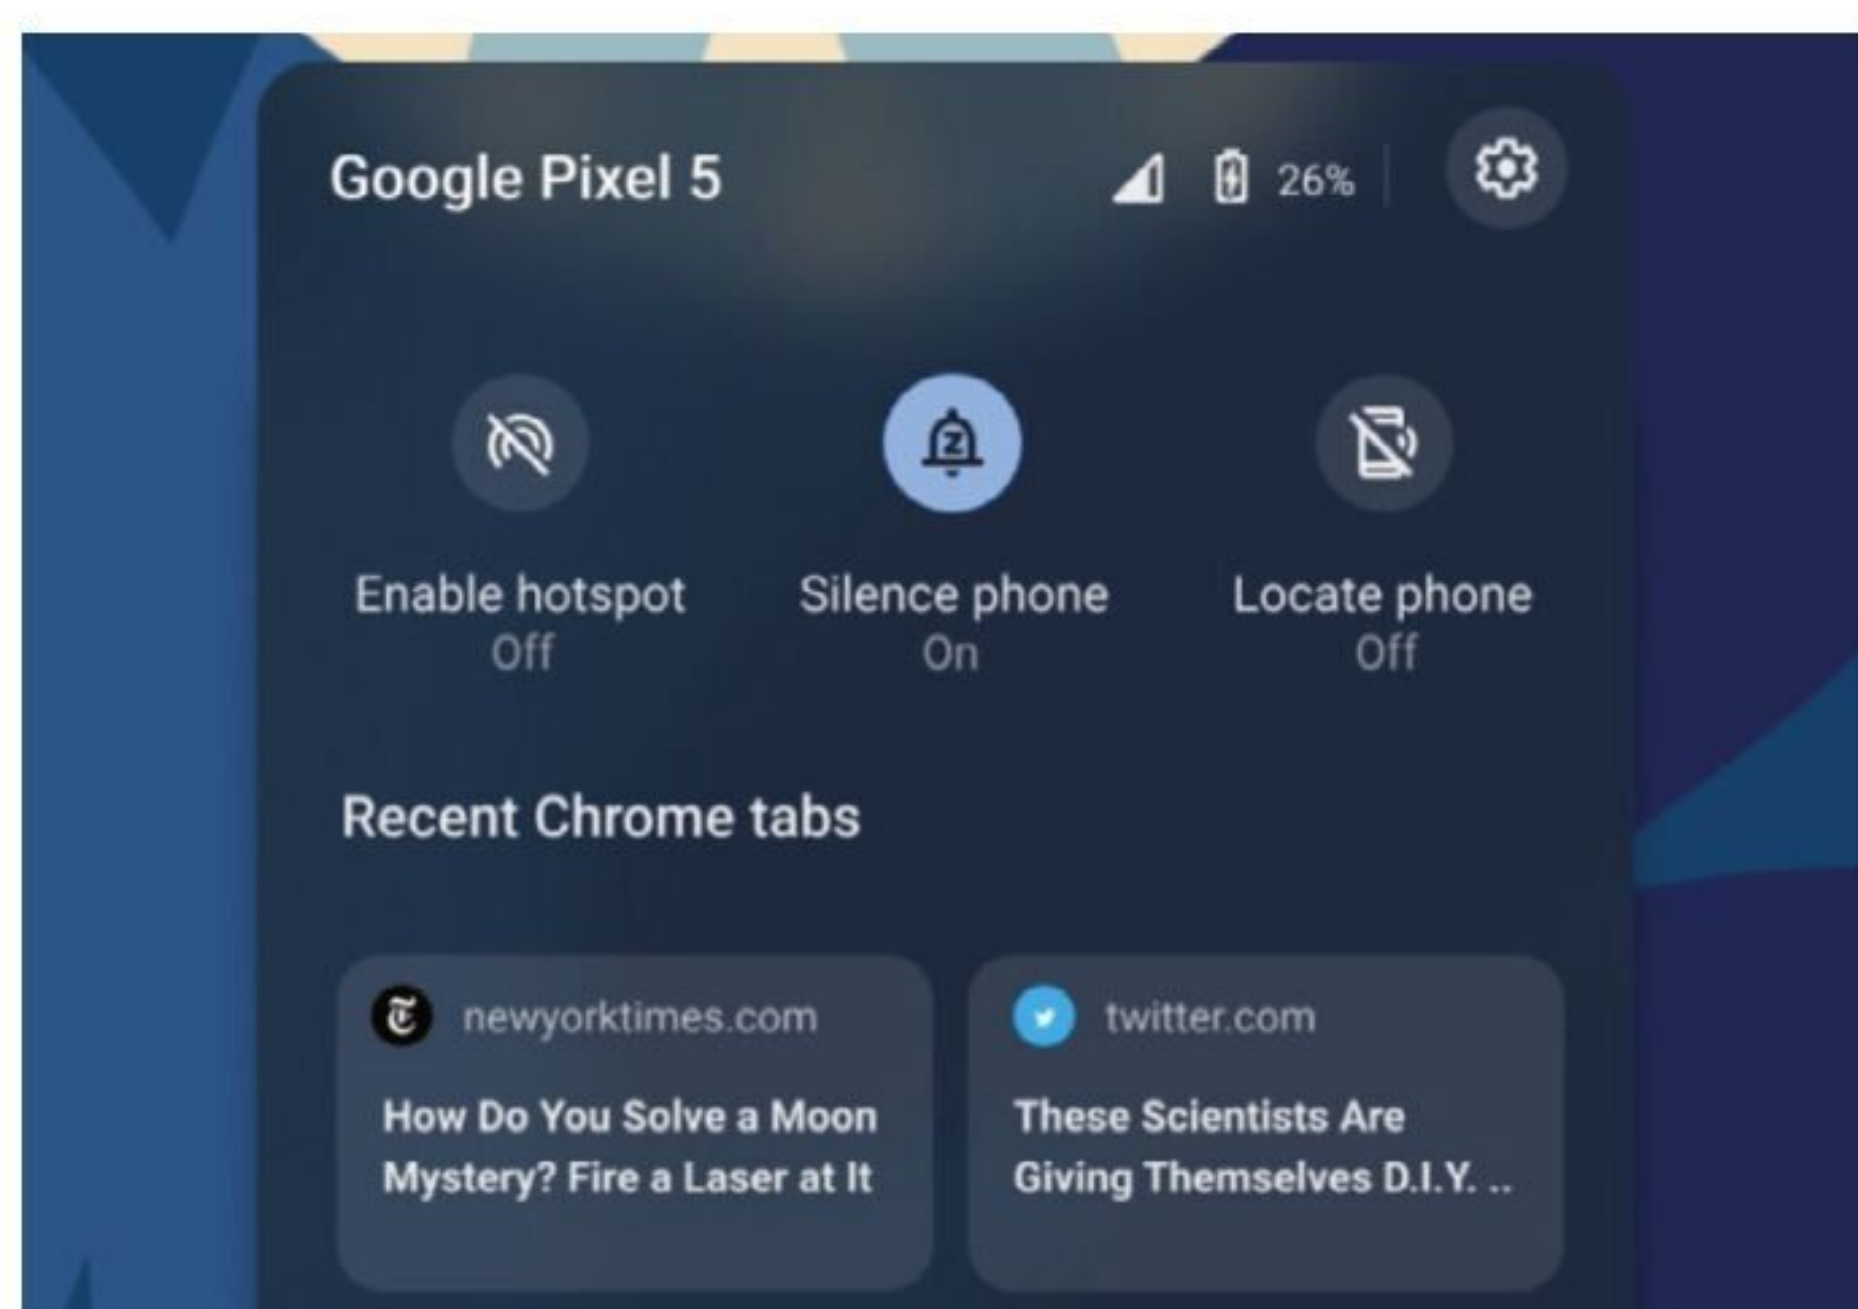 Google Pixel 5 26%
Enable hotspot Silence phone Locate phone
Off On Off
Recent Chrome tabs
newyorktimes.com
How Do You Solve a Moon
Mystery? Fire a Laser at It
twitter.com
These Scientists Are
Giving Themselves D.I.Y. ..